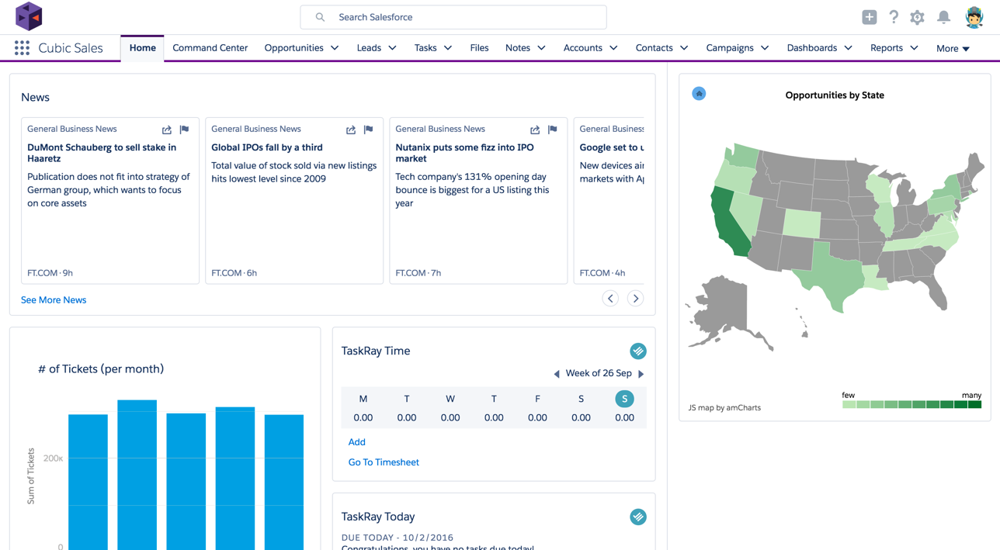 Search Salesforce
Cubic Sales
Home
Command Center
Opportunities
Leads
Tasks
Files
Notes
Accounts
Contacts
Campaigns
Dashboards
Reports
More
News
General Business News
DuMont Schauberg to sell stake in
Haaretz
Publication does not fit into strategy of
German group, which wants to focus
on core assets
FT.COM · 9h
General Business News
Global IPOs fall by a third
Total value of stock sold via new listings
hits lowest level since 2009
FT.COM · 6h
General Business News
Nutanix puts some fizz into IPO
market
Tech company's 131% opening day
bounce is biggest for a US listing this
year
FT.COM · 7h
General Business
Google set to
New devices
markets with
FT.COM · 4h
See More News
# of Tickets (per month)
Sum of Tickets
200K
0
TaskRay Time
Week of 26 Sep
M T W T F S S
0.00 0.00 0.00 0.00 0.00 0.00 0.00
Add
Go To Timesheet
TaskRay Today
DUE TODAY - 10/2/2016
Congratulations, you have no tasks due today!
Opportunities by State
few many
JS map by amCharts